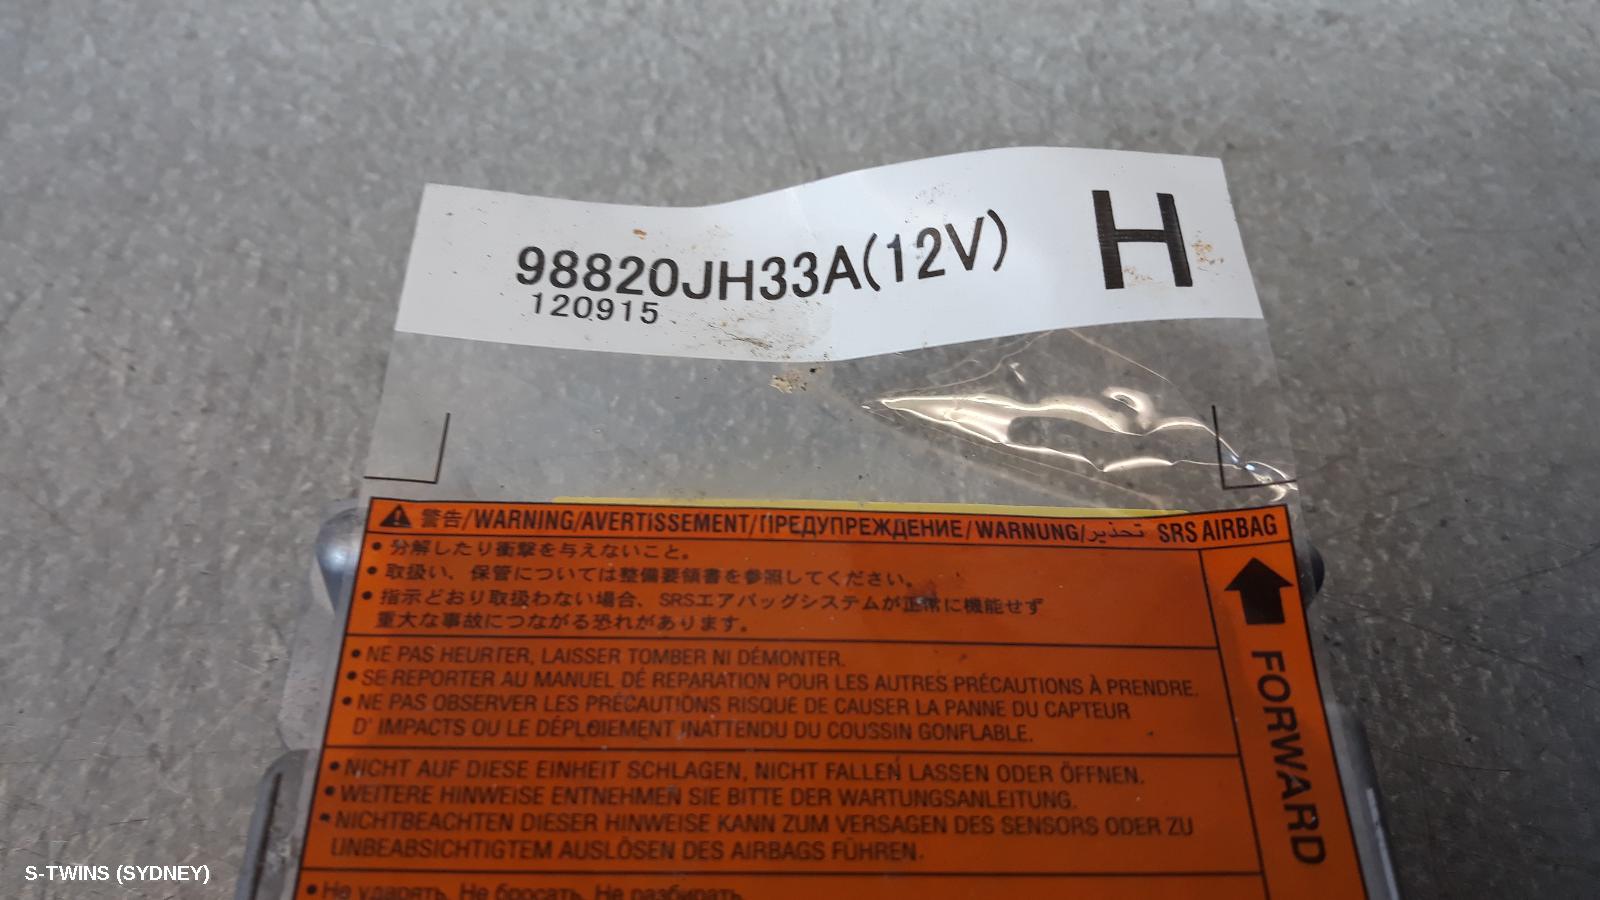 98820JH33A(12V)
H
120915
警告/WARNING/AVERTISSEMENT/ПРЕДУПРЕЖДЕНИЕ/WARNUNG/تحذير SRS AIRBAG
• 分解したり衝撃を与えないこと。
• 取扱い、保管については整備要領書を参照してください。
• 指示どおり取扱わない場合、SRSエアバッグシステムが正常に機能せず
重大な事故につながる恐れがあります。
• NE PAS HEURTER, LAISSER TOMBER NI DÉMONTER.
• SE REPORTER AU MANUEL DE REPARATION POUR LES AUTRES PRÉCAUTIONS À PRENDRE.
• NE PAS OBSERVER LES PRÉCAUTIONS RISQUE DE CAUSER LA PANNE DU CAPTEUR
D' IMPACTS OU LE DÉPLOIEMENT INATTENDU DU COUSSIN GONFLABLE.
• NICHT AUF DIESE EINHEIT SCHLAGEN, NICHT FALLEN LASSEN ODER ÖFFNEN.
• WEITERE HINWEISE ENTNEHMEN SIE BITTE DER WARTUNGSANLEITUNG.
• NICHTBEACHTEN DIESER HINWEISE KANN ZUM VERSAGEN DES SENSORS ODER ZU
UNBEABSICHTIGTEM AUSLÖSEN DES AIRBAGS FÜHREN.
• Не ударять. Не бросать. Не разбирать.
FORWARD
S-TWINS (SYDNEY)